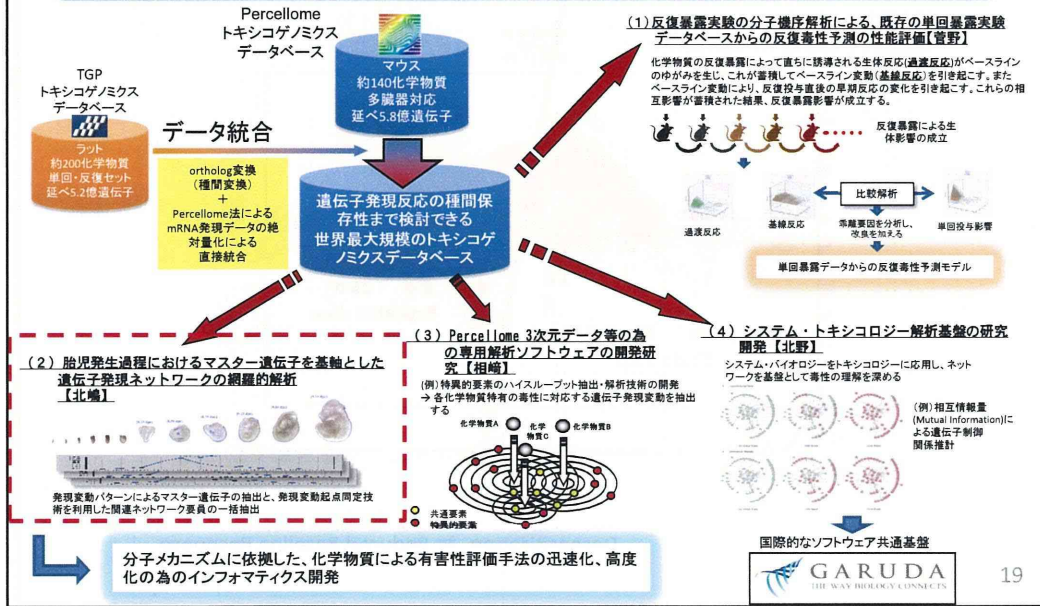 Percellome
トキシコゲノミクス
データベース
マウス
約140化学物質
多臓器対応
延べ5.8億遺伝子
TGP
トキシコゲノミクス
データベース
ラット
約200化学物質
単回・反復セット
延べ5.2億遺伝子
データ統合
ortholog変換
(種間変換)
+
Percellome法による
mRNA発現データの絶
対量化による
直接統合
遺伝子発現反応の種間保
存性まで検討できる
世界最大規模のトキシコゲ
ノミクスデータベース
(1)反復暴露実験の分子機序解析による、既存の単回暴露実験
データベースからの反復毒性予測の性能評価【菅野】
化学物質の反復暴露によって直ちに誘導される生体反応(過渡反応)がベースライン
のゆがみを生じ、これが蓄積してベースライン変動(基線反応)を引き起こす。また
ベースライン変動により、反復投与直後の早期反応の変化を引き起こす。これらの相
互影響が蓄積された結果、反復暴露影響が成立する。
反復暴露による生
体影響の成立
過渡反応
基線反応
比較解析
乖離要因を分析し、
改良を加える
単回投与影響
単回暴露データからの反復毒性予測モデル
(2)胎児発生過程におけるマスター遺伝子を基軸とした
遺伝子発現ネットワークの網羅的解析
【北嶋】
発現変動パターンによるマスター遺伝子の抽出と、発現変動起点同定技
術を利用した関連ネットワーク要員の一括抽出
(3) Percellome 3次元データ等の為
の専用解析ソフトウェアの開発研
究【相﨑】
(例)特異的要素のハイスループット抽出・解析技術の開発
→ 各化学物質特有の毒性に対応する遺伝子発現変動を抽出
する
化学物質A
化学
物質C
化学物質B
共通要素
特異的要素
(4) システム・トキシコロジー解析基盤の研究
開発【北野】
システム・バイオロジーをトキシコロジーに応用し、ネット
ワークを基盤として毒性の理解を深める
(例)相互情報量
(Mutual Information)に
よる遺伝子制御
関係推計
国際的なソフトウェア共通基盤
GARUDA
THE WAY BIOLOGY CONNECTS
分子メカニズムに依拠した、化学物質による有害性評価手法の迅速化、高度
化の為のインフォマティクス開発
19